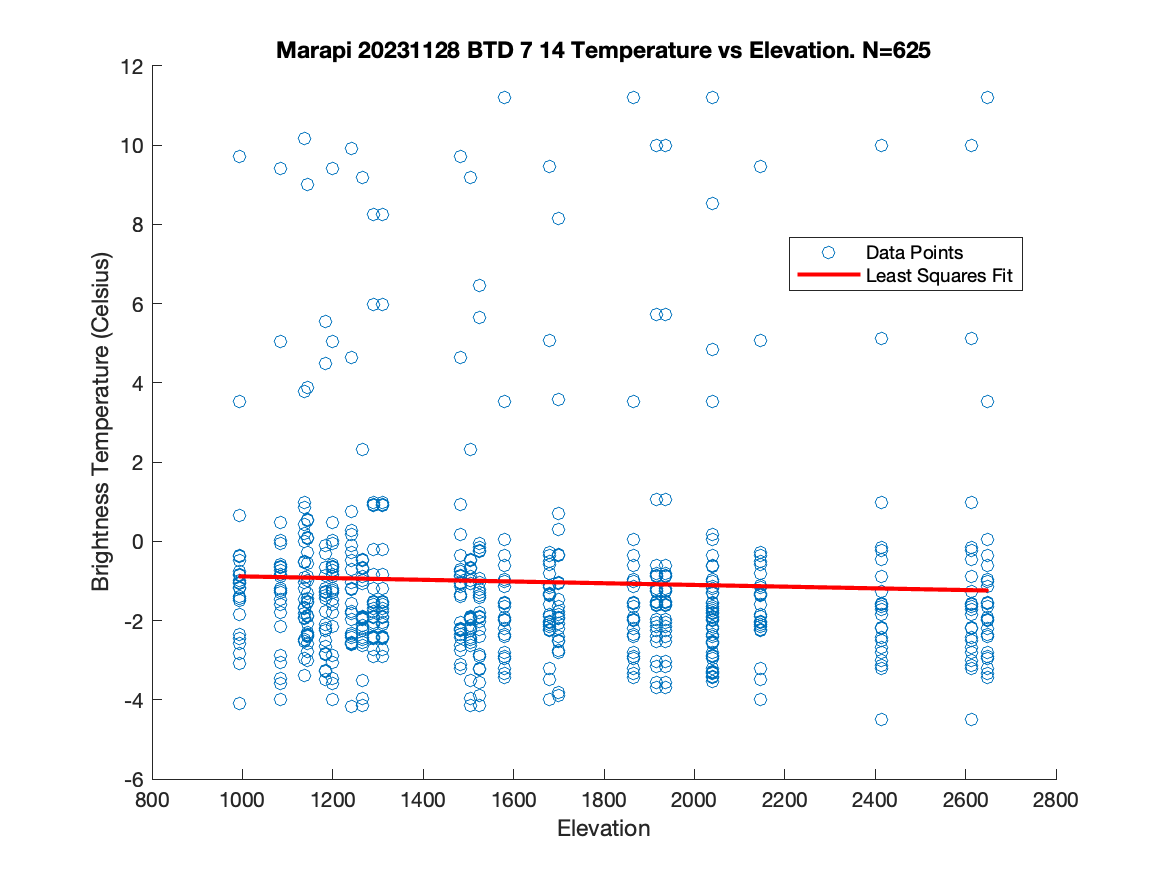 Marapi 20231128 BTD 7 14 Temperature vs Elevation. N=625
12
10
8
6
4
2
0
-2
-4
-6
Brightness Temperature (Celsius)
Data Points
Least Squares Fit
800 1000 1200 1400 1600 1800 2000 2200 2400 2600 2800
Elevation